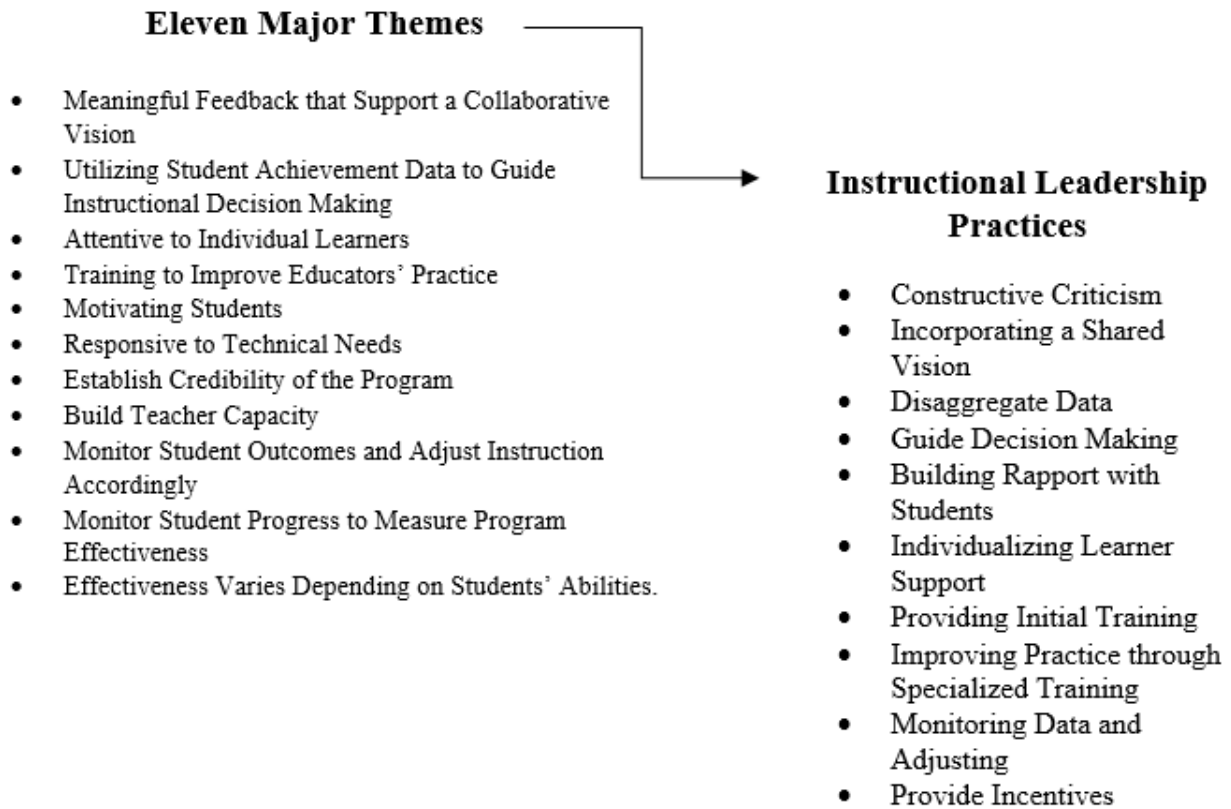 Eleven Major Themes
• Meaningful Feedback that Support a Collaborative
Vision
• Utilizing Student Achievement Data to Guide
Instructional Decision Making
• Attentive to Individual Learners
• Training to Improve Educators’ Practice
• Motivating Students
• Responsive to Technical Needs
• Establish Credibility of the Program
• Build Teacher Capacity
• Monitor Student Outcomes and Adjust Instruction
Accordingly
• Monitor Student Progress to Measure Program
Effectiveness
• Effectiveness Varies Depending on Students’ Abilities.
Instructional Leadership
Practices
• Constructive Criticism
• Incorporating a Shared
Vision
• Disaggregate Data
• Guide Decision Making
• Building Rapport with
Students
• Individualizing Learner
Support
• Providing Initial Training
• Improving Practice through
Specialized Training
• Monitoring Data and
Adjusting
• Provide Incentives